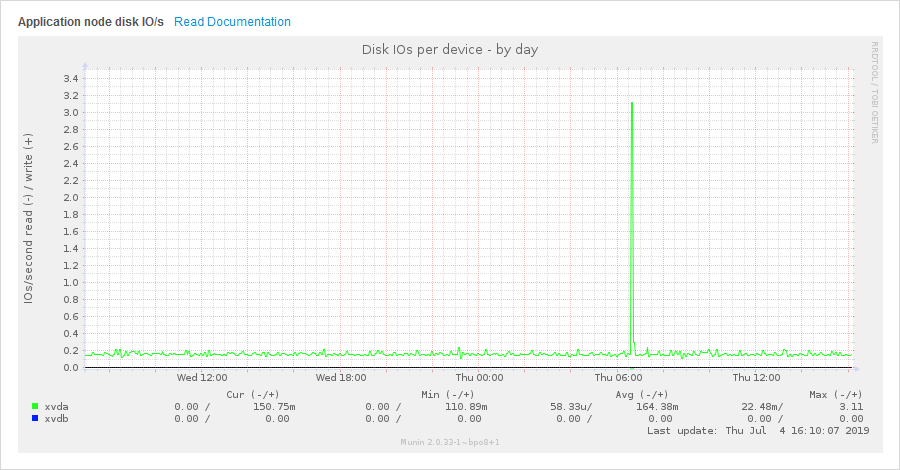 Application node disk IO/s Read Documentation
Disk IOs per device - by day
RRDTOOL / TOBI OETIKER
IOs/second read (-) / write (+)
3.4
3.2
3.0
2.8
2.6
2.4
2.2
2.0
1.8
1.6
1.4
1.2
1.0
0.8
0.6
0.4
0.2
0.0
Wed 12:00 Wed 18:00 Thu 00:00 Thu 06:00 Thu 12:00
Cur (-/+) Min (-/+) Avg (-/+) Max (-/+)
xvda 0.00 / 150.75m 0.00 / 110.89m 58.33u/ 164.38m 22.48m/ 3.11
xvdb 0.00 / 0.00 0.00 / 0.00 0.00 / 0.00 0.00 / 0.00
Last update: Thu Jul 4 16:10:07 2019
Munin 2.0.33-1~bpo8+1